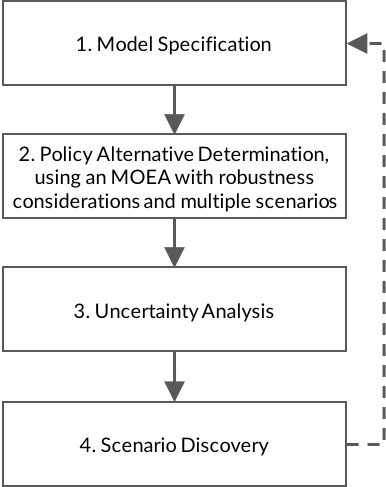 1. Model Specification
2. Policy Alternative Determination,
using an MOEA with robustness
considerations and multiple scenarios
3. Uncertainty Analysis
4. Scenario Discovery